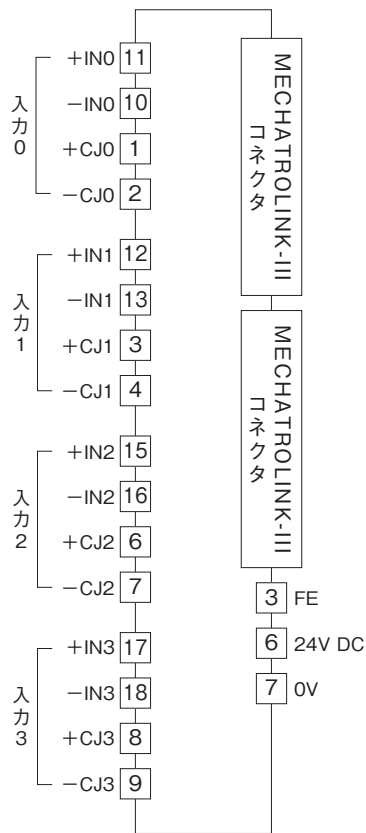 入力0
+IN0 11
−IN0 10
+CJ0 1
−CJ0 2
入力1
+IN1 12
−IN1 13
+CJ1 3
−CJ1 4
入力2
+IN2 15
−IN2 16
+CJ2 6
−CJ2 7
入力3
+IN3 17
−IN3 18
+CJ3 8
−CJ3 9
MECHATROLINK-III
コネクタ
MECHATROLINK-III
コネクタ
3 FE
6 24V DC
7 0V